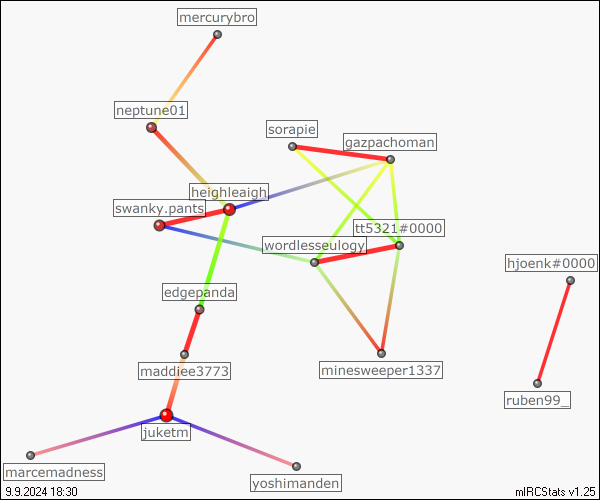 mercurybro
neptune01
sorapie
gazpachoman
heighleaigh
swanky.pants
tt5321#0000
wordlesseulogy
hjoenk#0000
edgepanda
maddiee3773
minesweeper1337
ruben99_
juketm
marcemadness
yoshimanden
9.9.2024 18:30
mIRCStats v1.25